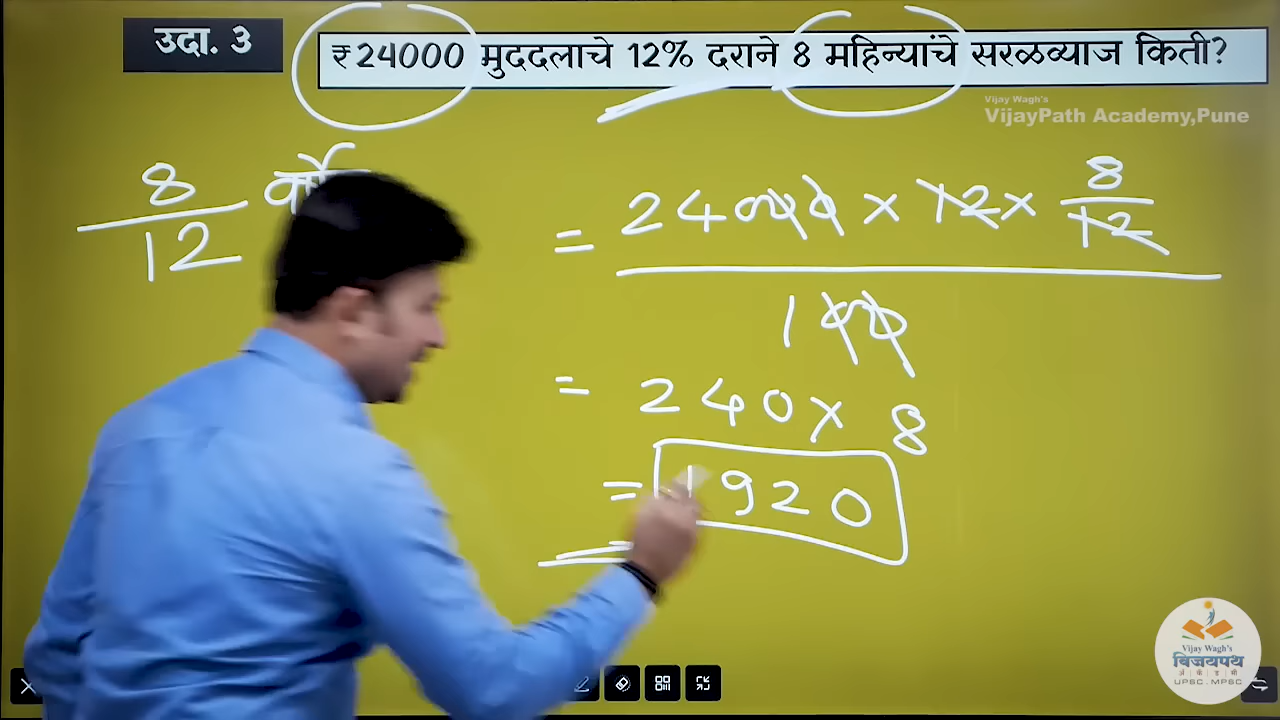 उदा. 3
₹24000 मुददलाचे 12% दराने 8 महिन्यांचे सरळव्याज किती?
Vijay Wagh's
VijayPath Academy,Pune
8
12
= 24000 × 12 × 8
12
100
= 240 × 8
= 1920
Vijay Wagh's
विजयपथ
UPSC . MPSC